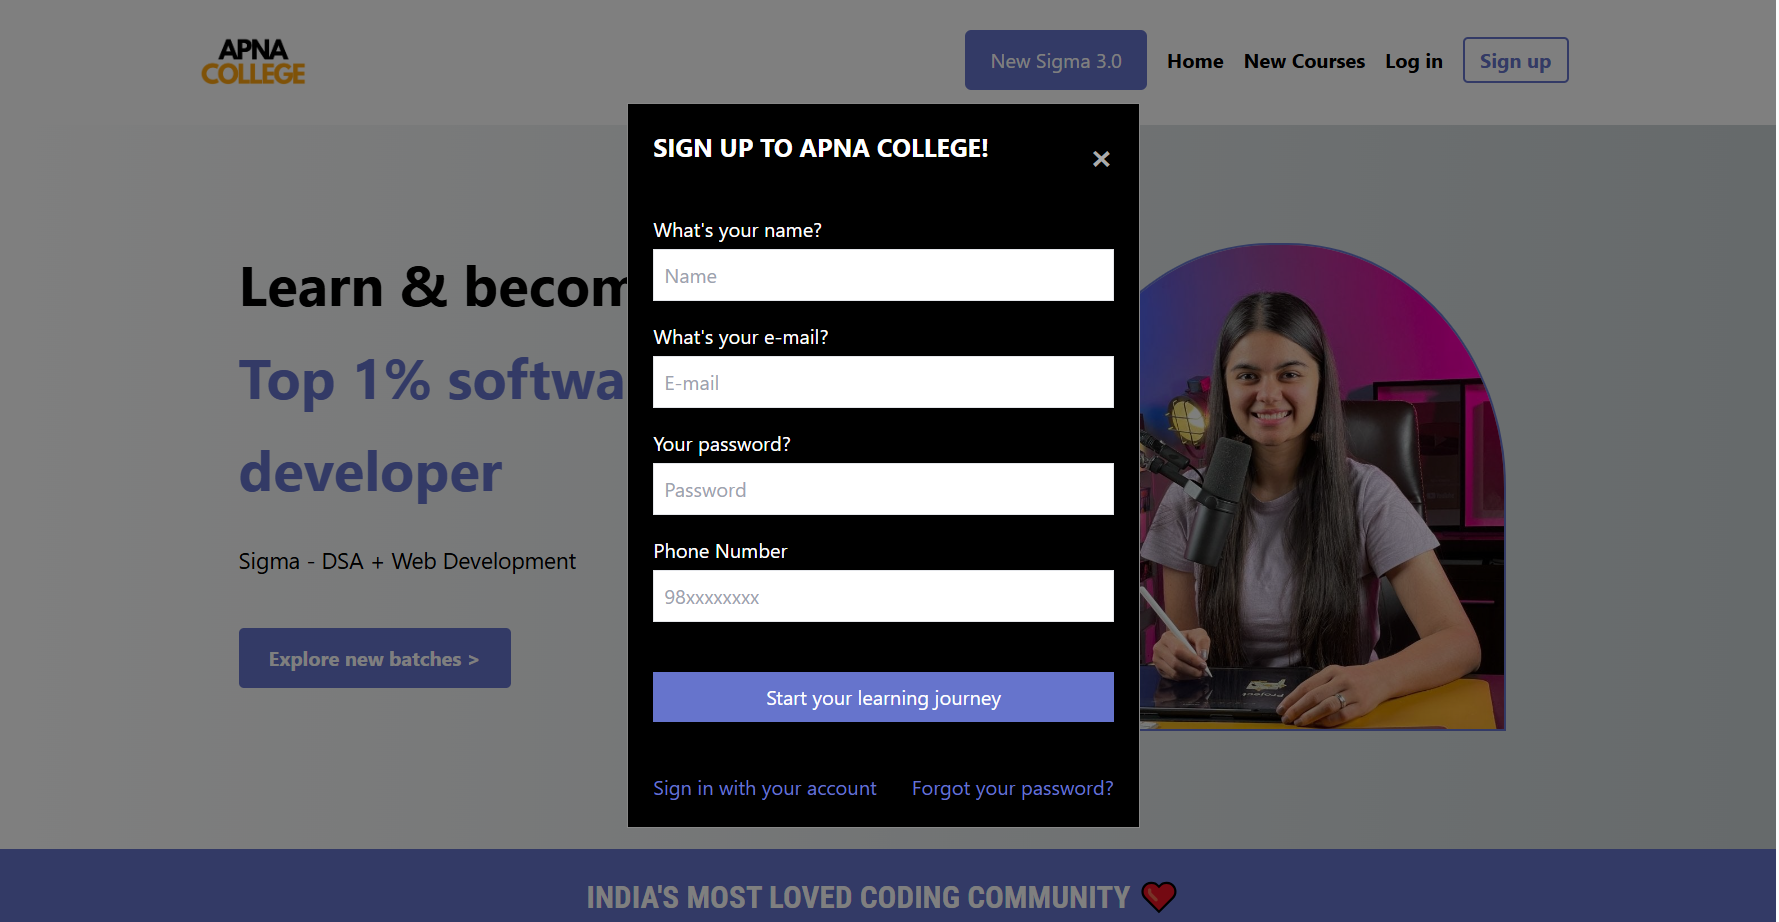 APNA
COLLEGE
New Sigma 3.0
Home
New Courses
Log in
Sign up
SIGN UP TO APNA COLLEGE!
×
What's your name?
Name
What's your e-mail?
E-mail
Your password?
Password
Phone Number
98xxxxxxxx
Start your learning journey
Sign in with your account
Forgot your password?
Learn & becom
Top 1% softwa
developer
Sigma - DSA + Web Development
Explore new batches >
Project
INDIA'S MOST LOVED CODING COMMUNITY